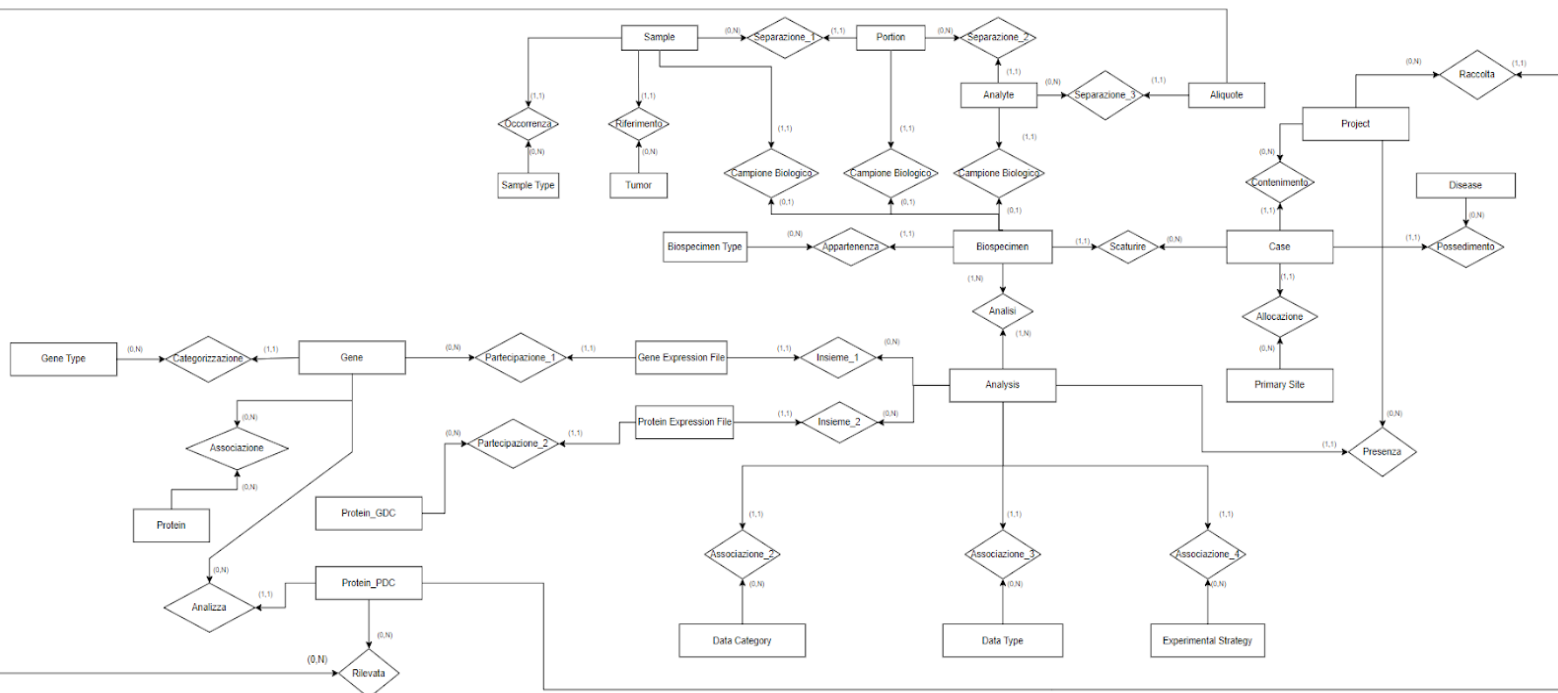 Sample
(0,N)
Separazione_1
(1,1)
Portion
(0,N)
Separazione_2
(0,N)
Raccolta
(1,1)
(1,1)
(0,N)
(1,1)
Analyte
Separazione_3
Aliquote
(1,1)
(1,1)
Occorrenza
Riferimento
Project
(1,1)
(1,1)
(1,1)
(0,N)
(0,N)
(0,N)
Campione Biologico
Campione Biologico
Campione Biologico
Contenimento
Sample Type
Tumor
Disease
(0,1)
(0,1)
(0,1)
(1,1)
(0,N)
(0,N)
(1,1)
(1,1)
(0,N)
(1,1)
Biospecimen Type
Appartenenza
Biospecimen
Scaturire
Case
Possedimento
(1,N)
(1,1)
Analisi
Allocazione
(1,N)
(0,N)
(1,1)
(0,N)
(1,1)
(1,1)
(0,N)
(0,N)
Gene Type
Categorizzazione
Gene
Partecipazione_1
Gene Expression File
Insieme_1
Analysis
Primary Site
(0,N)
(1,1)
(0,N)
(0,N)
Protein Expression File
Insieme_2
(0,N)
(1,1)
Partecipazione_2
(1,1)
Associazione
Presenza
(0,N)
Protein_GDC
Protein
(1,1)
(1,1)
(1,1)
Associazione_2
Associazione_3
Associazione_4
(0,N)
(0,N)
(0,N)
(0,N)
Protein_PDC
(1,1)
Analizza
(0,N)
Data Category
Data Type
Experimental Strategy
(0,N)
Rilevata